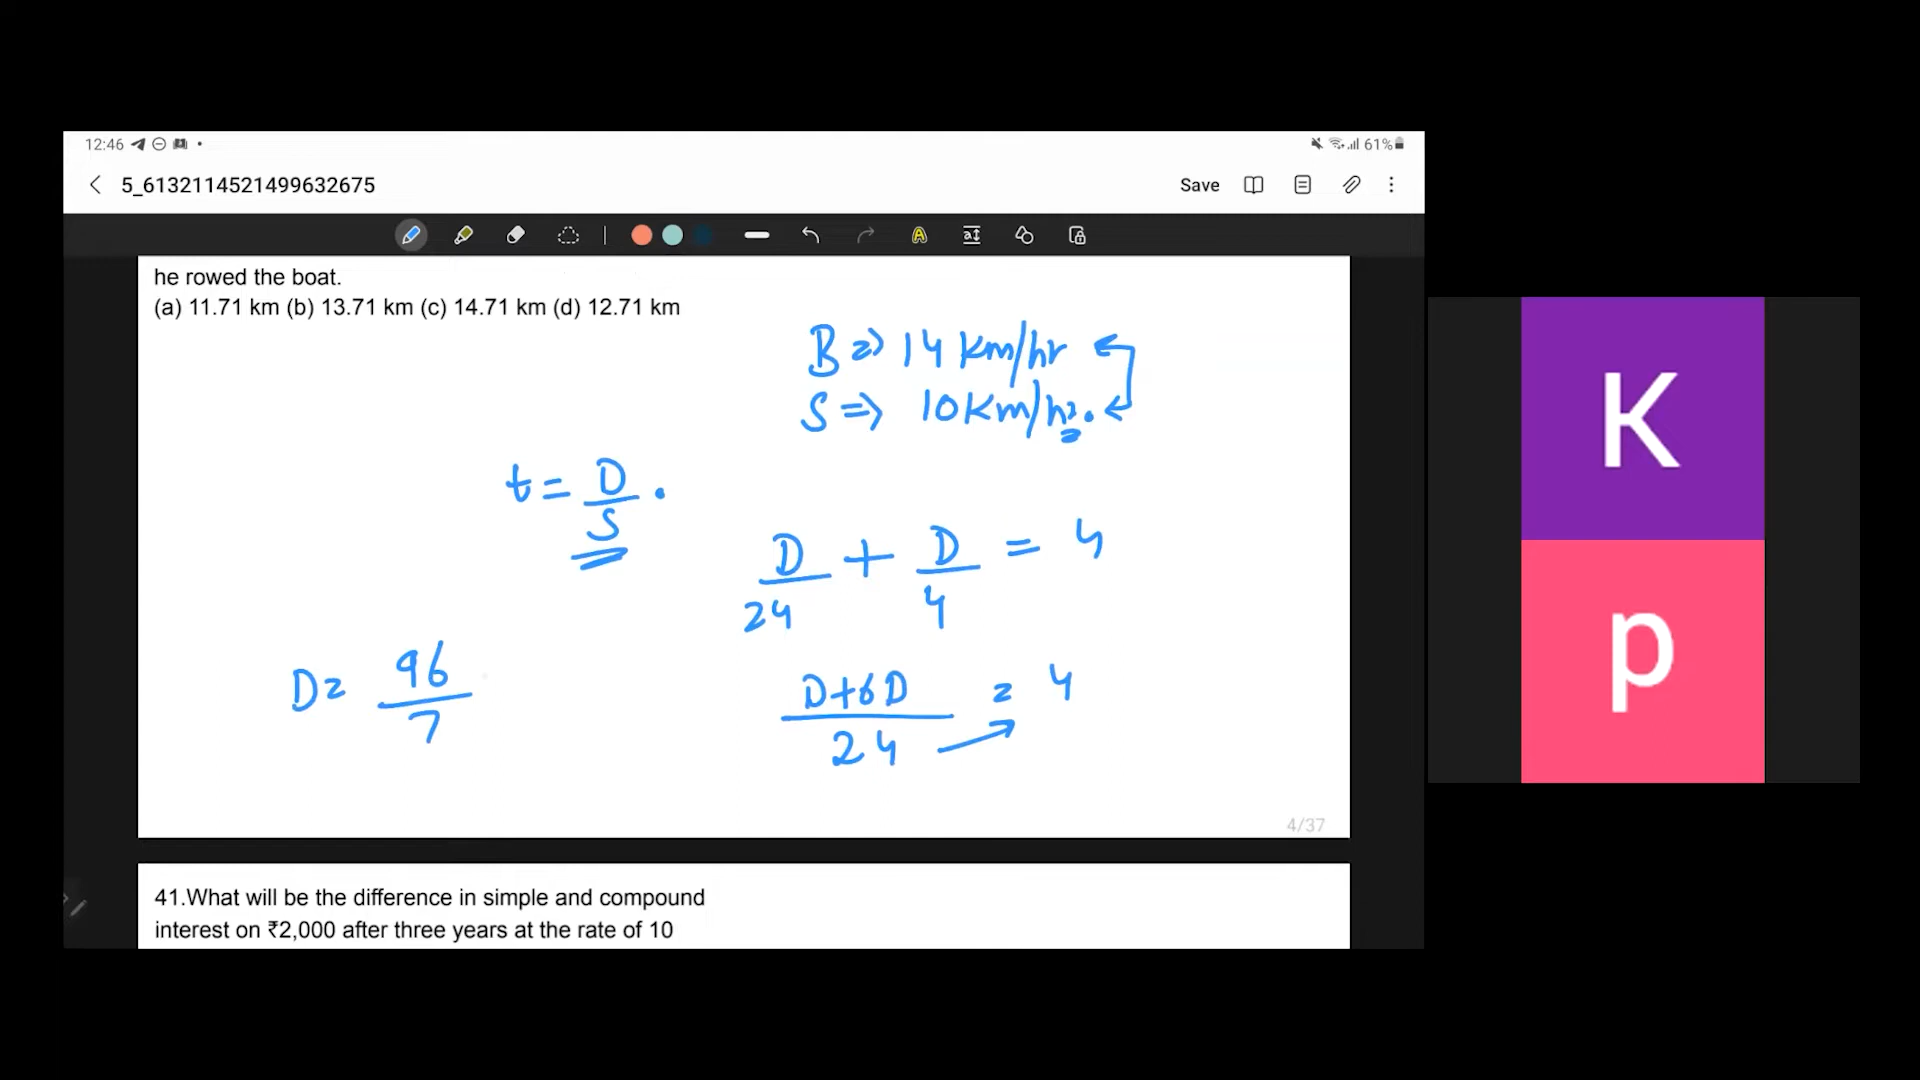 12:46
61%
5_6132114521499632675
Save
he rowed the boat.
(a) 11.71 km (b) 13.71 km (c) 14.71 km (d) 12.71 km
B => 14 Km/hr
S => 10Km/hr.
t = D/S .
D/24 + D/4 = 4
D+6D/24 = 4
D= 96/7
4/37
41.What will be the difference in simple and compound
interest on ₹2,000 after three years at the rate of 10
K
p